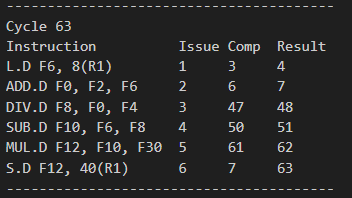 ----------------------------------------
Cycle 63
Instruction Issue Comp Result
L.D F6, 8(R1) 1 3 4
ADD.D F0, F2, F6 2 6 7
DIV.D F8, F0, F4 3 47 48
SUB.D F10, F6, F8 4 50 51
MUL.D F12, F10, F30 5 61 62
S.D F12, 40(R1) 6 7 63
----------------------------------------